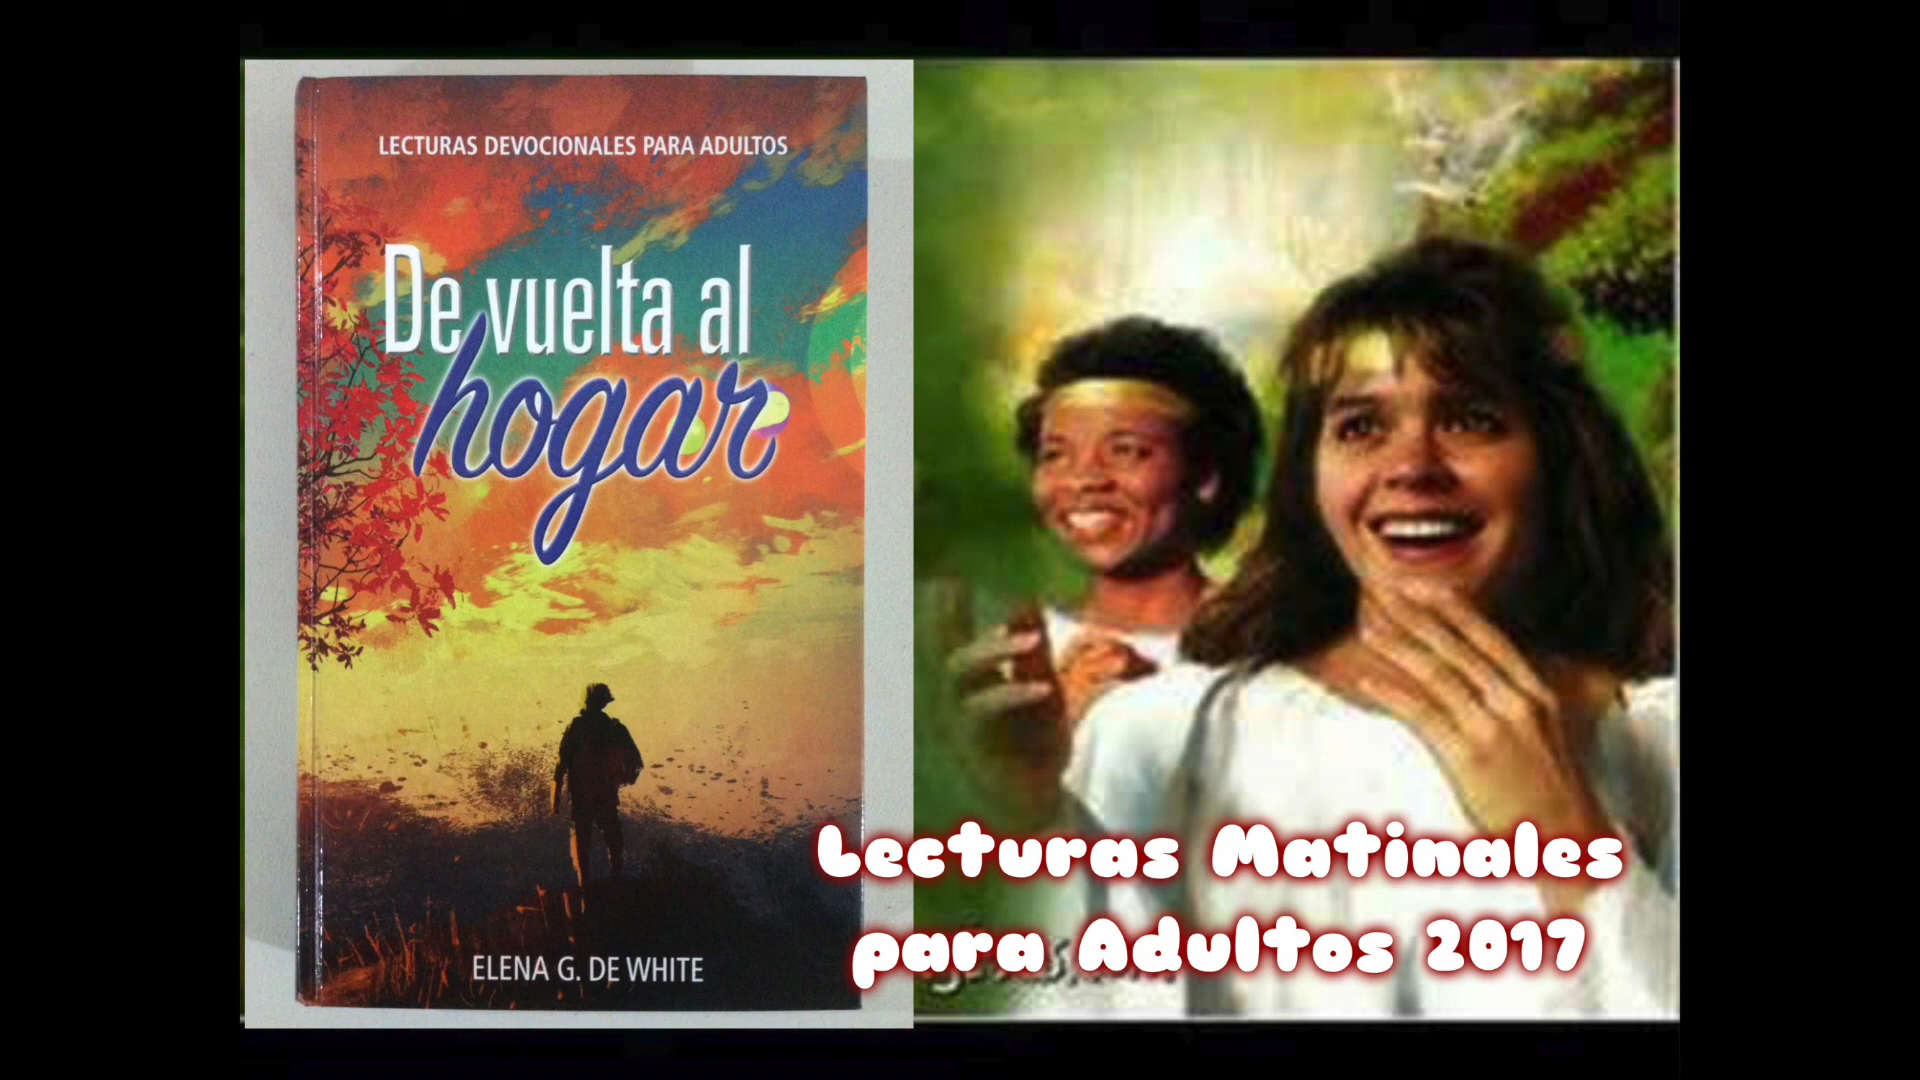 LECTURAS DEVOCIONALES PARA ADULTOS
De vuelta al
hogar
ELENA G. DE WHITE
Lecturas Matinales
para Adultos 2017